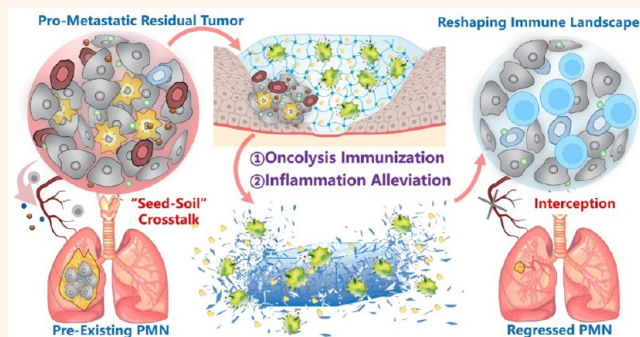 Pro-Metastatic Residual Tumor
Reshaping Immune Landscape
①Oncolysis Immunization
②Inflammation Alleviation
“Seed-Soil”
Crosstalk
Interception
Pre-Existing PMN
Regressed PMN